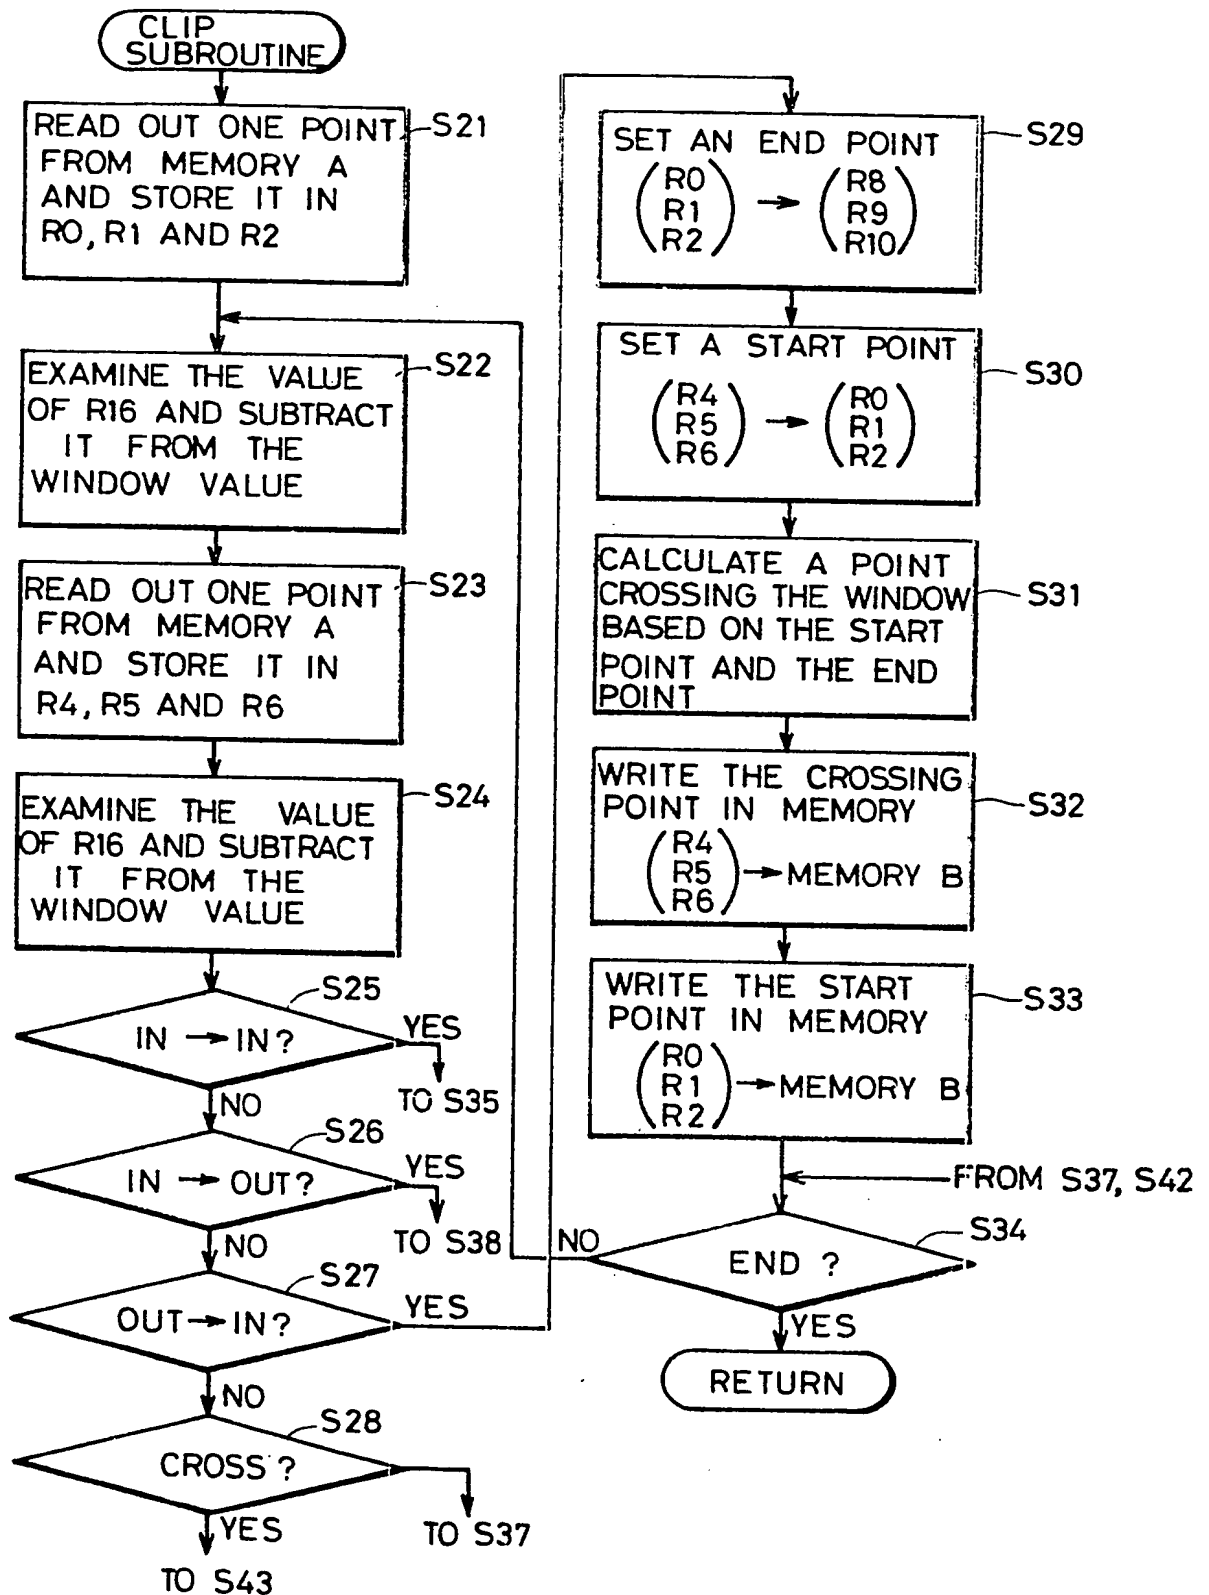 CLIP
SUBROUTINE
READ OUT ONE POINT
FROM MEMORY A
AND STORE IT IN
R0, R1 AND R2
S21
EXAMINE THE VALUE
OF R16 AND SUBTRACT
IT FROM THE
WINDOW VALUE
S22
READ OUT ONE POINT
FROM MEMORY A
AND STORE IT IN
R4, R5 AND R6
S23
EXAMINE THE VALUE
OF R16 AND SUBTRACT
IT FROM THE
WINDOW VALUE
S24
S25
IN → IN?
YES
TO S35
NO
S26
IN → OUT?
YES
TO S38
NO
S27
OUT → IN?
YES
NO
S28
CROSS?
TO S37
YES
TO S43
SET AN END POINT
(R0 R1 R2) → (R8 R9 R10)
S29
SET A START POINT
(R4 R5 R6) → (R0 R1 R2)
S30
CALCULATE A POINT
CROSSING THE WINDOW
BASED ON THE START
POINT AND THE END
POINT
S31
WRITE THE CROSSING
POINT IN MEMORY
(R4 R5 R6) → MEMORY B
S32
WRITE THE START
POINT IN MEMORY
(R0 R1 R2) → MEMORY B
S33
FROM S37, S42
S34
END ?
NO
YES
RETURN